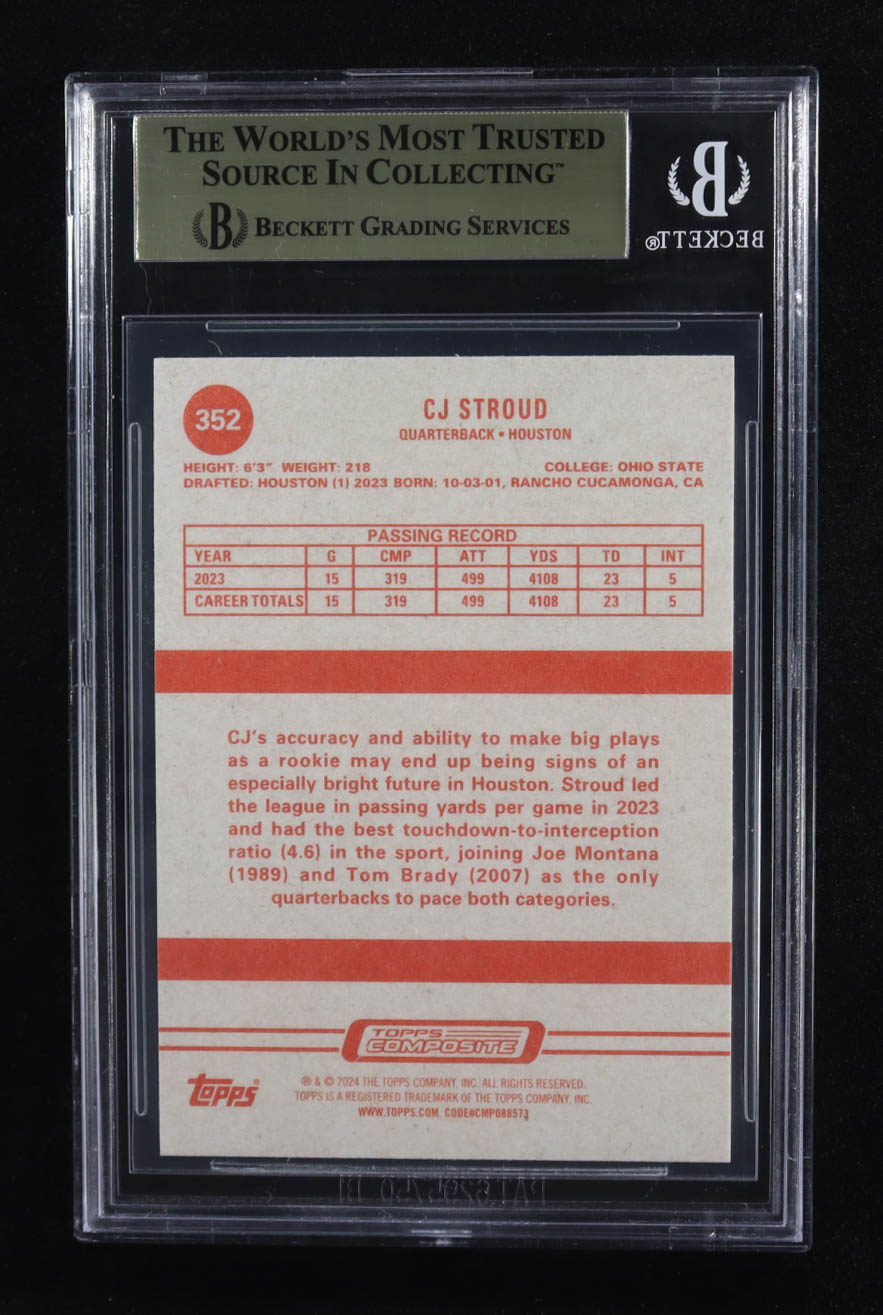 THE WORLD'S MOST TRUSTED
SOURCE IN COLLECTING™
B BECKETT GRADING SERVICES
B
BECKETT®
352
CJ STROUD
QUARTERBACK • HOUSTON
HEIGHT: 6'3" WEIGHT: 218 COLLEGE: OHIO STATE
DRAFTED: HOUSTON (1) 2023 BORN: 10-03-01, RANCHO CUCAMONGA, CA
PASSING RECORD
YEAR G CMP ATT YDS TD INT
2023 15 319 499 4108 23 5
CAREER TOTALS 15 319 499 4108 23 5
CJ's accuracy and ability to make big plays
as a rookie may end up being signs of an
especially bright future in Houston. Stroud led
the league in passing yards per game in 2023
and had the best touchdown-to-interception
ratio (4.6) in the sport, joining Joe Montana
(1989) and Tom Brady (2007) as the only
quarterbacks to pace both categories.
TOPPS
COMPOSITE
topps®
® & © 2024 THE TOPPS COMPANY, INC. ALL RIGHTS RESERVED.
TOPPS IS A REGISTERED TRADEMARK OF THE TOPPS COMPANY, INC.
WWW.TOPPS.COM. CODE#CMP088573